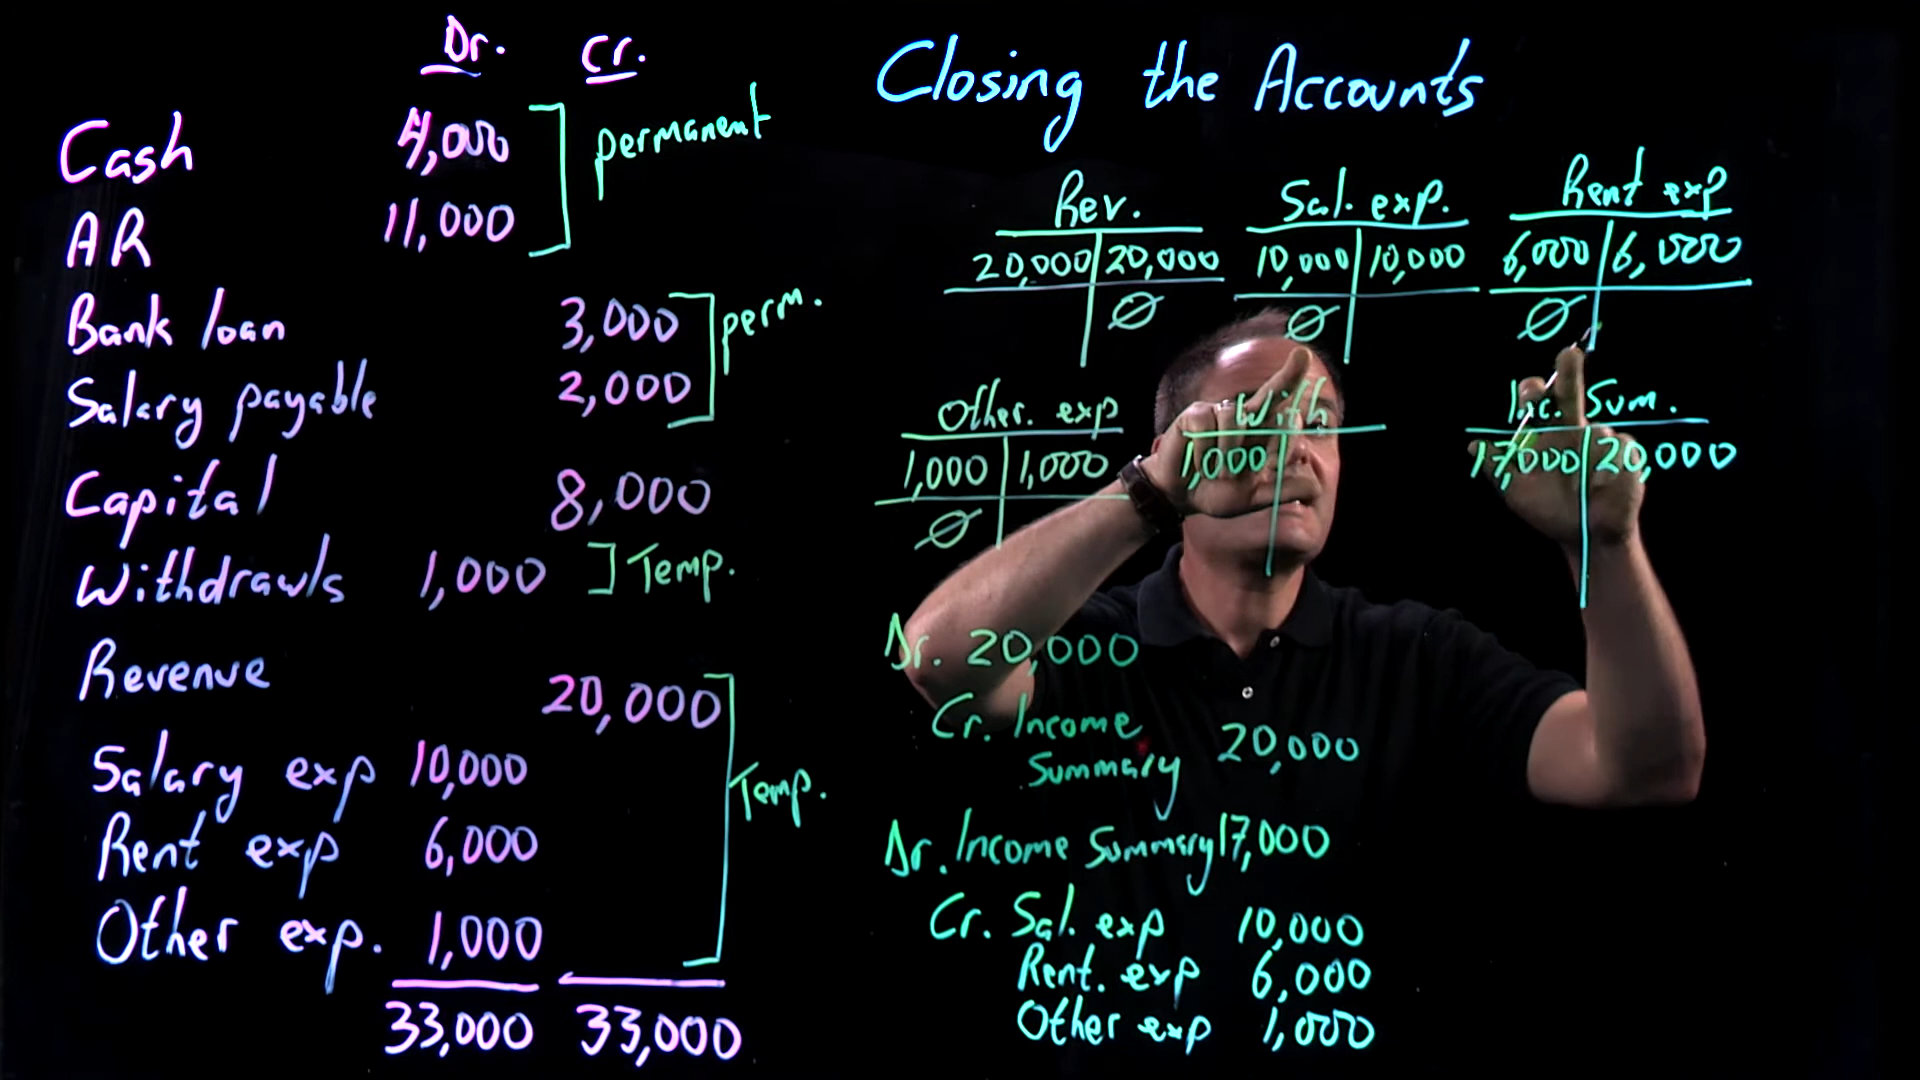 Dr. Cr.
Cash 4,000
AR 11,000
permanent
Bank loan 3,000
Salary payable 2,000
perm.
Capital 8,000
Withdrawls 1,000 Temp.
Revenue 20,000
Salary exp 10,000
Temp.
Rent exp 6,000
Other exp. 1,000
33,000 33,000
Closing the Accounts
Rev.
20,000 20,000
Ø
Sal. exp.
10,000 10,000
Ø
Rent exp
6,000 6,000
Ø
Other. exp
1,000 1,000
Ø
With
1,000
Inc. Sum.
17,000 20,000
Dr. 20,000
Cr. Income
Summary 20,000
Dr. Income Summary 17,000
Cr. Sal. exp 10,000
Rent. exp 6,000
Other exp 1,000